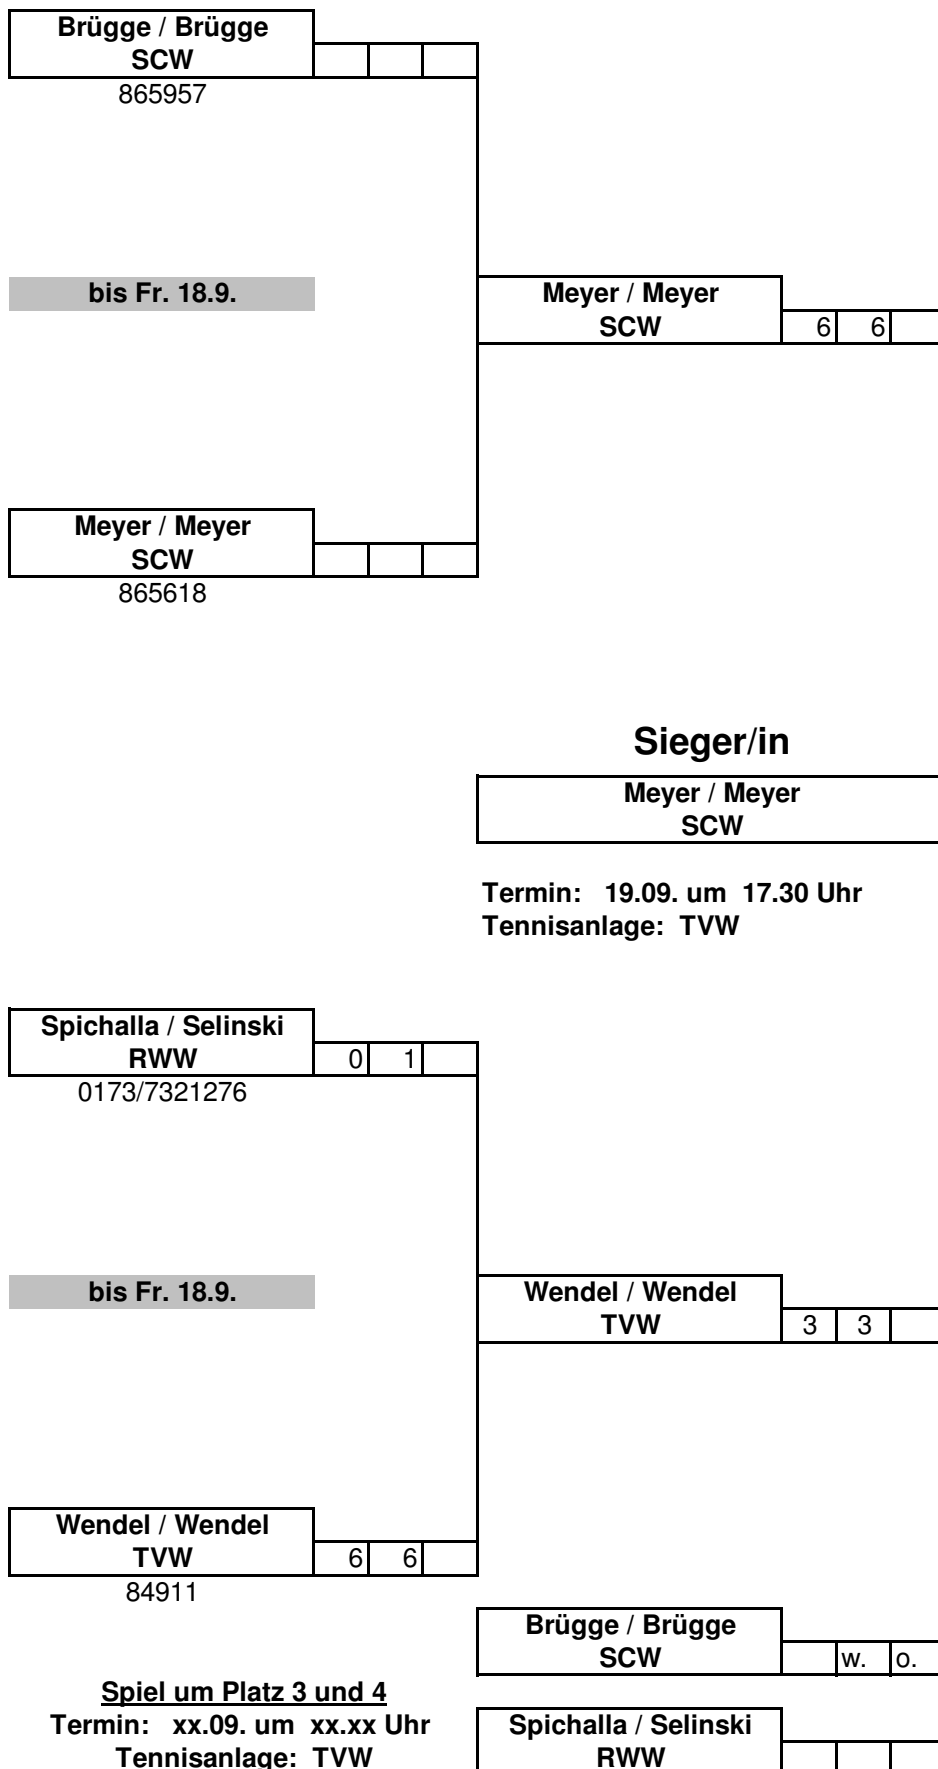 Brügge / Brügge
SCW
865957
bis Fr. 18.9.
Meyer / Meyer
SCW 6 6
Meyer / Meyer
SCW
865618
Sieger/in
Meyer / Meyer
SCW
Termin: 19.09. um 17.30 Uhr
Tennisanlage: TVW
Spichalla / Selinski
RWW 0 1
0173/7321276
bis Fr. 18.9.
Wendel / Wendel
TVW 3 3
Wendel / Wendel
TVW 6 6
84911
Brügge / Brügge
SCW w. o.
Spiel um Platz 3 und 4
Termin: xx.09. um xx.xx Uhr
Tennisanlage: TVW
Spichalla / Selinski
RWW